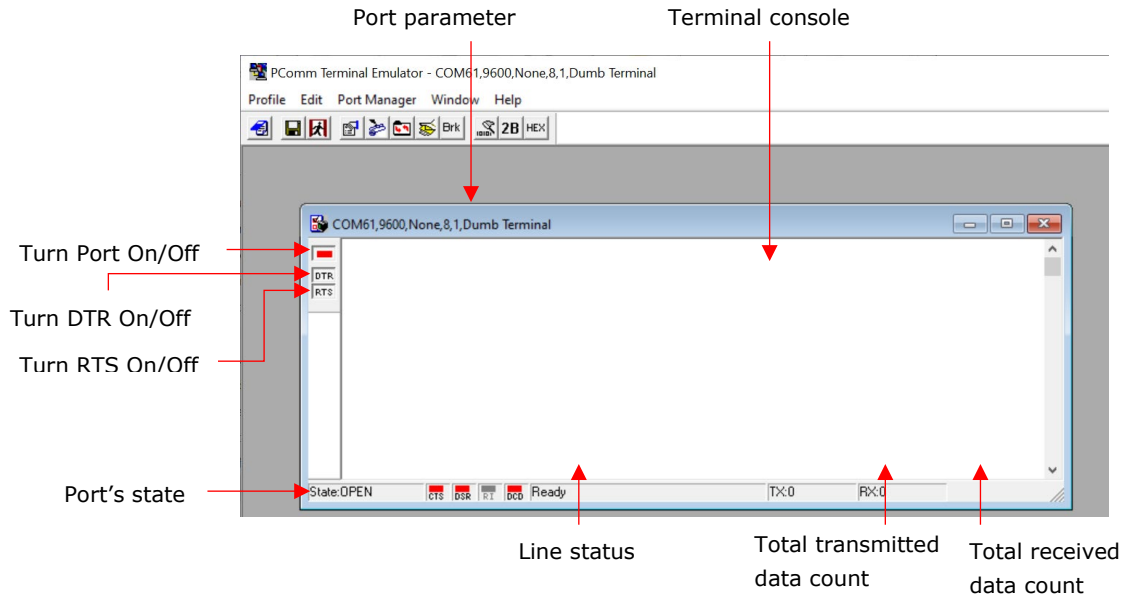 Port parameter
Terminal console
PComm Terminal Emulator - COM61,9600,None,8,1,Dumb Terminal
Profile Edit Port Manager Window Help
Brk 2B HEX
COM61,9600,None,8,1,Dumb Terminal
Turn Port On/Off
DTR
RTS
Turn DTR On/Off
Turn RTS On/Off
Port’s state
State:OPEN CTS DSR RI DCD Ready TX:0 RX:0
Line status
Total transmitted
data count
Total received
data count